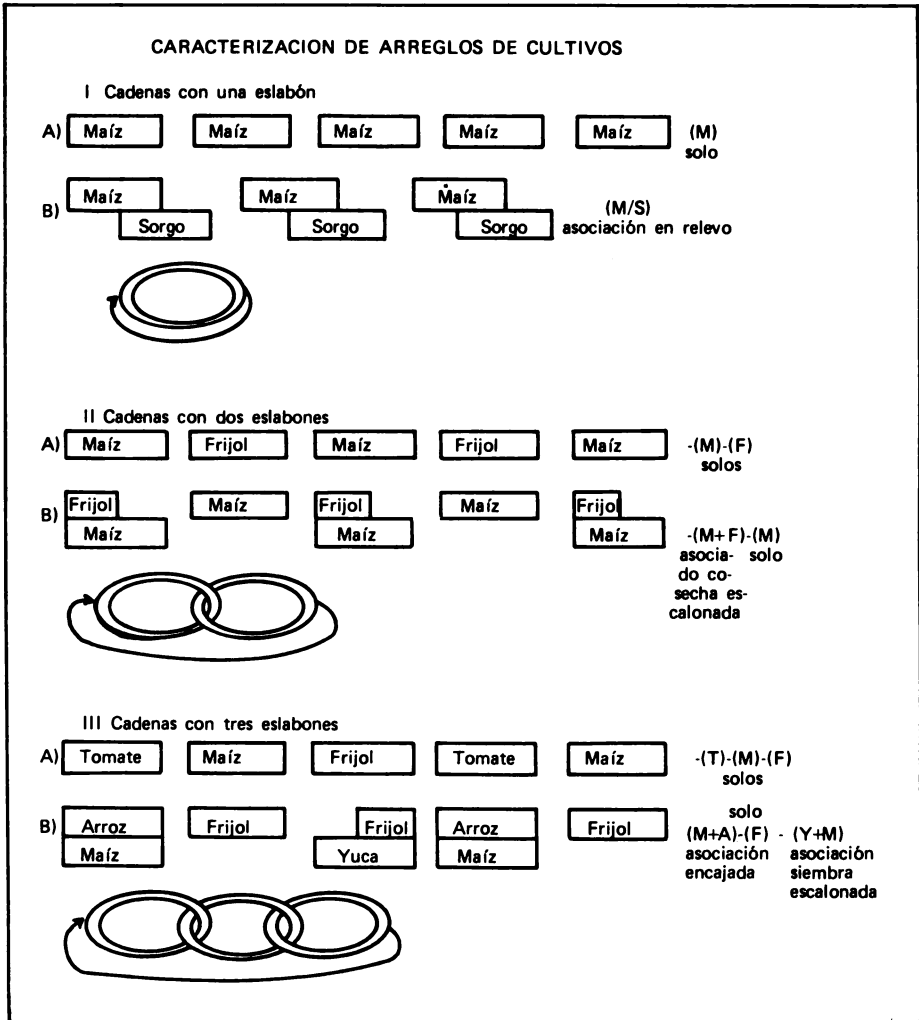 CARACTERIZACION DE ARREGLOS DE CULTIVOS
I Cadenas con una eslabón
A) Maíz Maíz Maíz Maíz Maíz (M)
solo
B) Maíz Maíz Maíz (M/S)
Sorgo Sorgo Sorgo asociación en relevo
II Cadenas con dos eslabones
A) Maíz Frijol Maíz Frijol Maíz -(M)-(F)
solos
B) Frijol Maíz Frijol Maíz Frijol
Maíz Maíz Maíz -(M+F)-(M)
asocia- solo
do co-
secha es-
calonada
III Cadenas con tres eslabones
A) Tomate Maíz Frijol Tomate Maíz -(T)-(M)-(F)
solos
solo
B) Arroz Frijol Frijol Arroz Frijol (M+A)-(F) - (Y+M)
Maíz Yuca Maíz asociación asociación
encajada siembra
escalonada